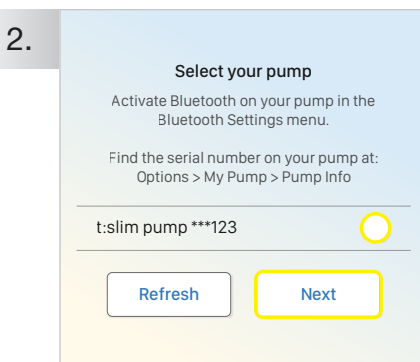 2.
Select your pump
Activate Bluetooth on your pump in the
Bluetooth Settings menu.
Find the serial number on your pump at:
Options > My Pump > Pump Info
t:slim pump ***123
Refresh
Next